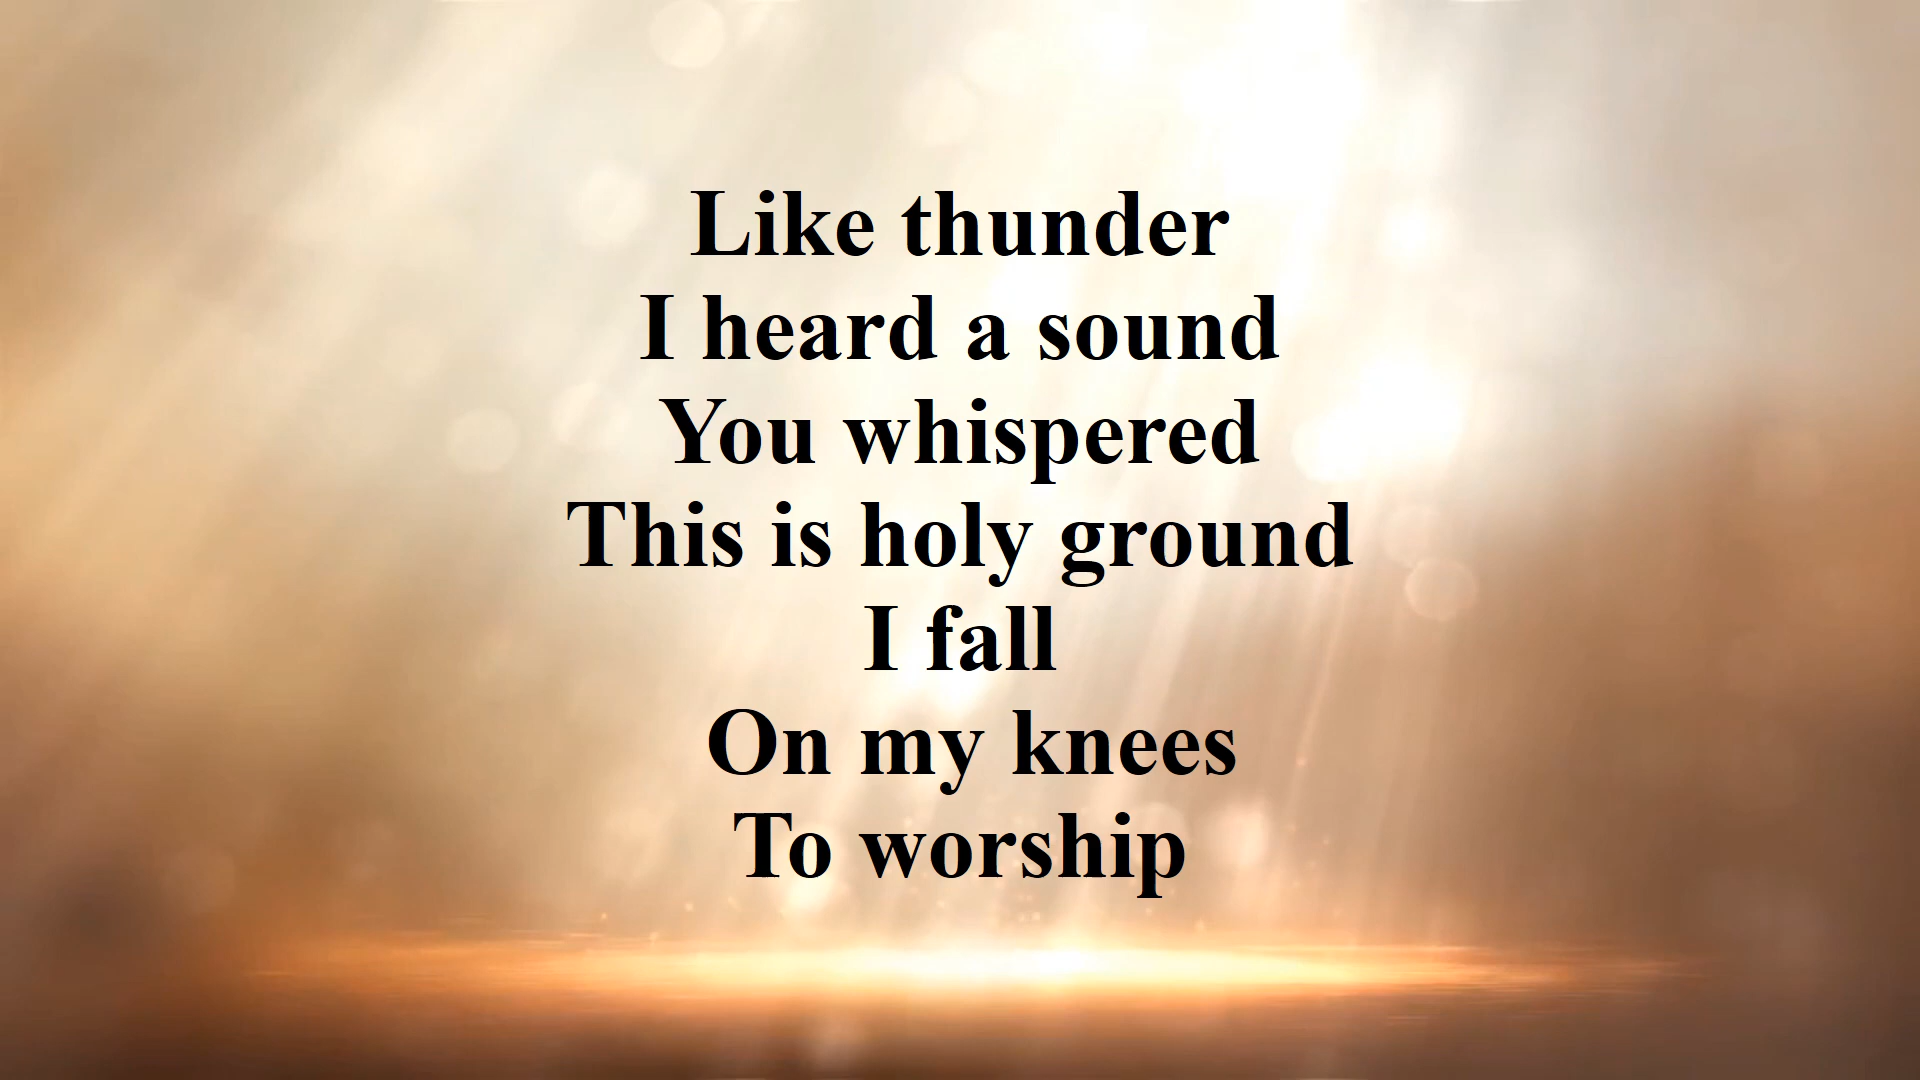 Like thunder
I heard a sound
You whispered
This is holy ground
I fall
On my knees
To worship